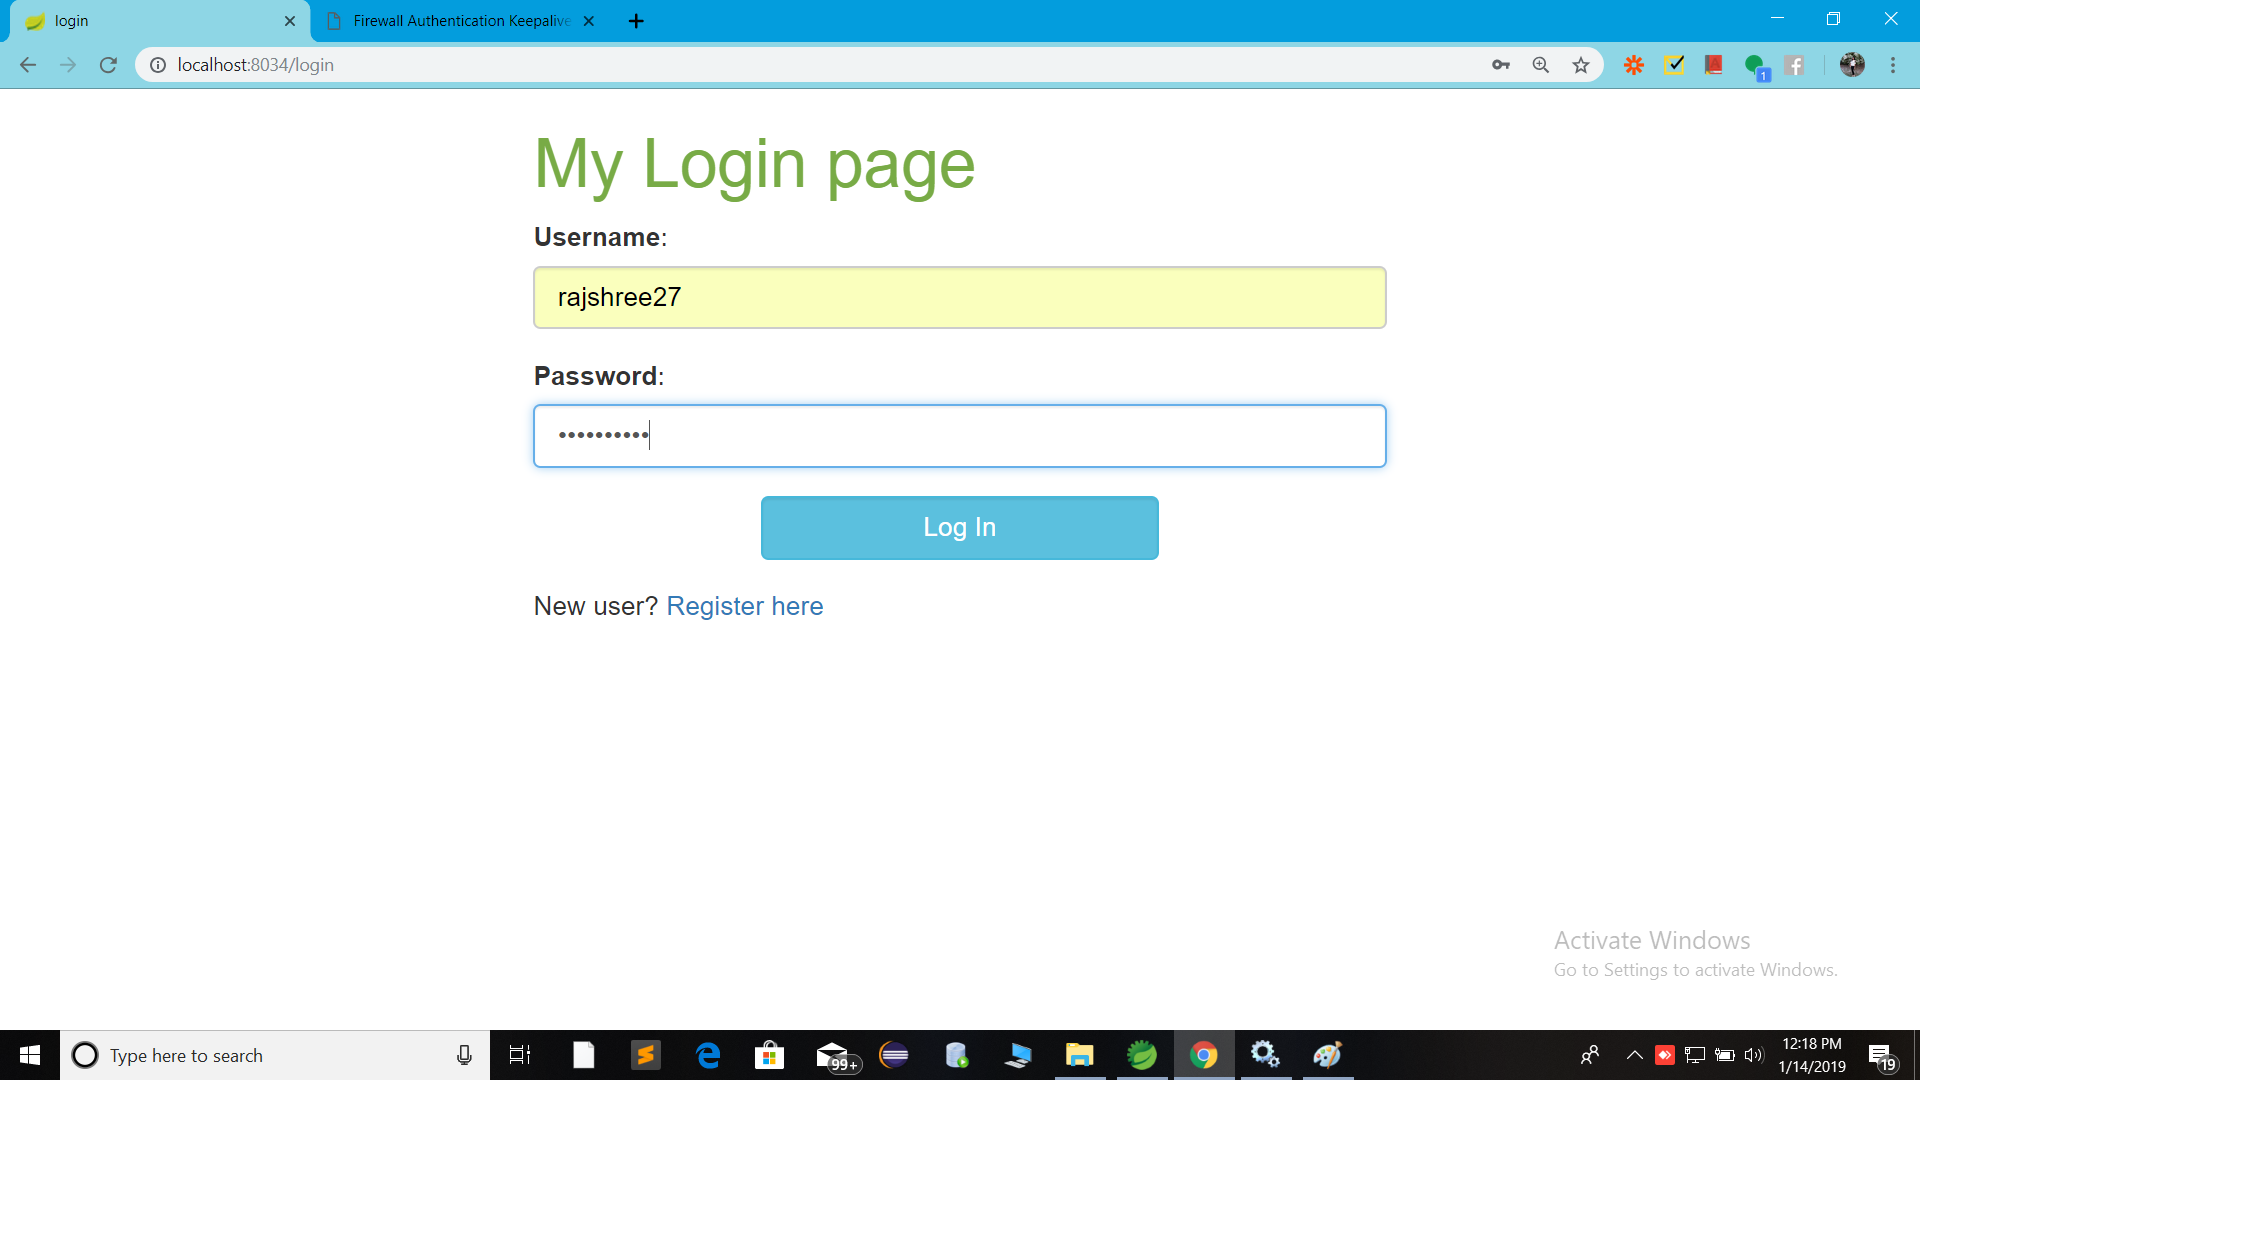 login
Firewall Authentication Keepalive
localhost:8034/login
1
My Login page
Username:
rajshree27
Password:
••••••••••
Log In
New user? Register here
Activate Windows
Go to Settings to activate Windows.
Type here to search
99+
12:18 PM
1/14/2019
19